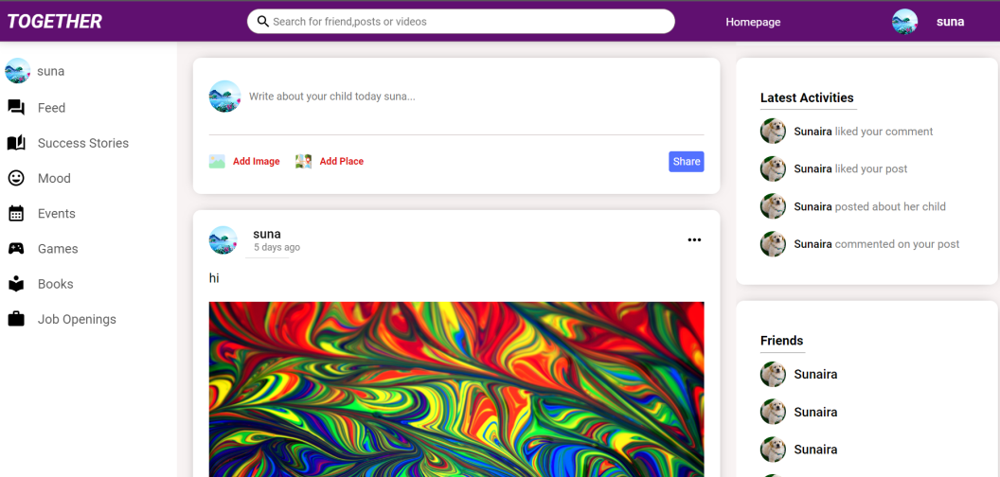 TOGETHER
Search for friend,posts or videos
Homepage
suna
suna
Feed
Success Stories
Mood
Events
Games
Books
Job Openings
Write about your child today suna...
Add Image
Add Place
Share
suna
5 days ago
hi
Latest Activities
Sunaira liked your comment
Sunaira liked your post
Sunaira posted about her child
Sunaira commented on your post
Friends
Sunaira
Sunaira
Sunaira